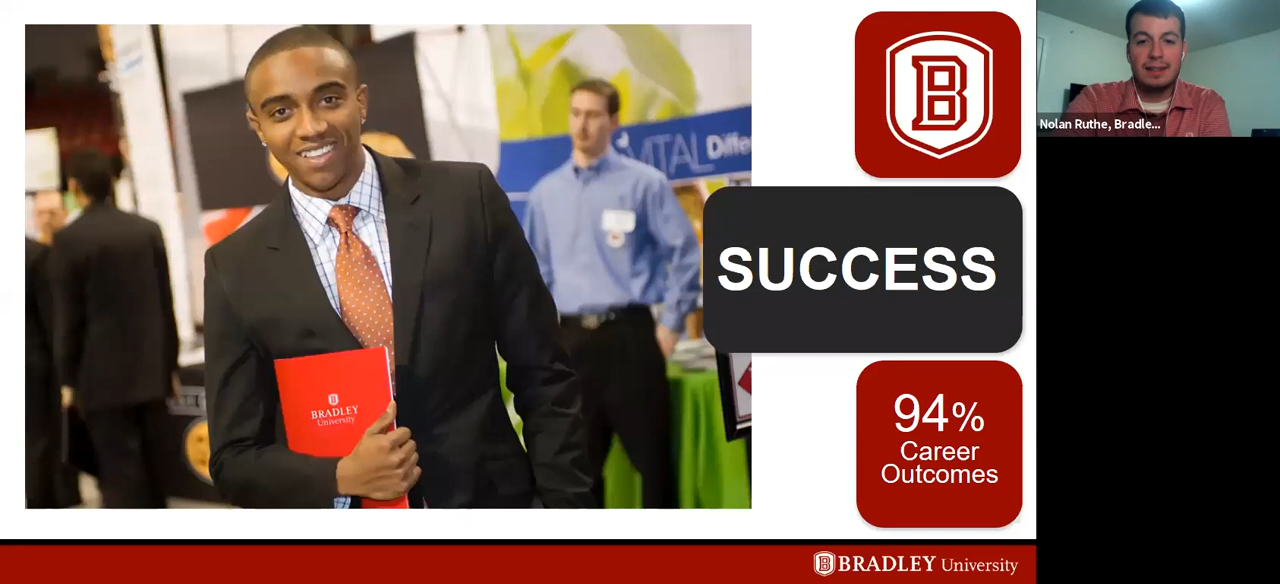 B
SUCCESS
94%
Career
Outcomes
VITAL Diffe
BRADLEY
University
BRADLEY University
Nolan Ruthe, Bradle...